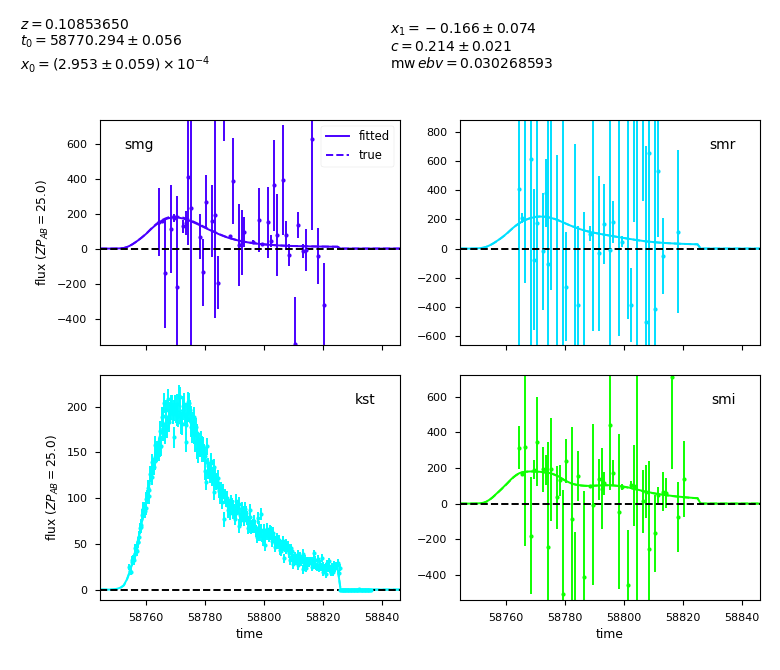 z = 0.10853650
t0 = 58770.294 ± 0.056
x0 = (2.953 ± 0.059) × 10^−4
x1 = −0.166 ± 0.074
c = 0.214 ± 0.021
mw ebv = 0.030268593
smg
fitted
true
600
400
200
0
−200
−400
flux (ZP_AB = 25.0)
smr
800
600
400
200
0
−200
−400
−600
kst
200
150
100
50
0
flux (ZP_AB = 25.0)
58760 58780 58800 58820 58840
time
smi
600
400
200
0
−200
−400
58760 58780 58800 58820 58840
time